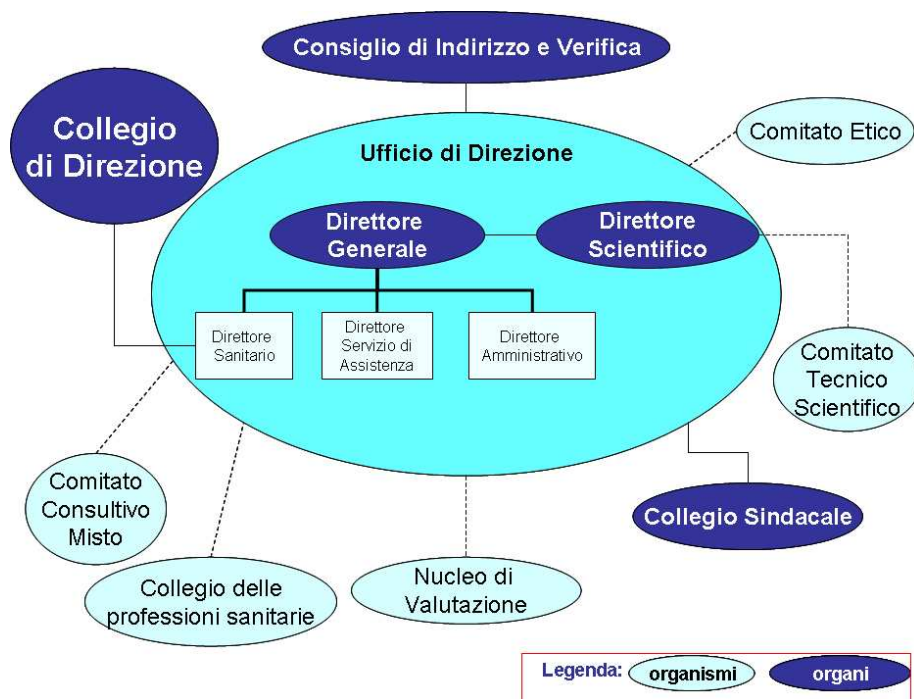 Consiglio di Indirizzo e Verifica
Collegio
di Direzione
Comitato Etico
Ufficio di Direzione
Direttore
Generale
Direttore
Scientifico
Direttore
Sanitario
Direttore
Servizio di
Assistenza
Direttore
Amministrativo
Comitato
Tecnico
Scientifico
Comitato
Consultivo
Misto
Collegio Sindacale
Collegio delle
professioni sanitarie
Nucleo di
Valutazione
Legenda: organismi organi